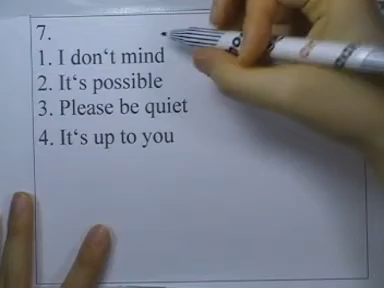 7.
1. I don't mind
2. It's possible
3. Please be quiet
4. It's up to you